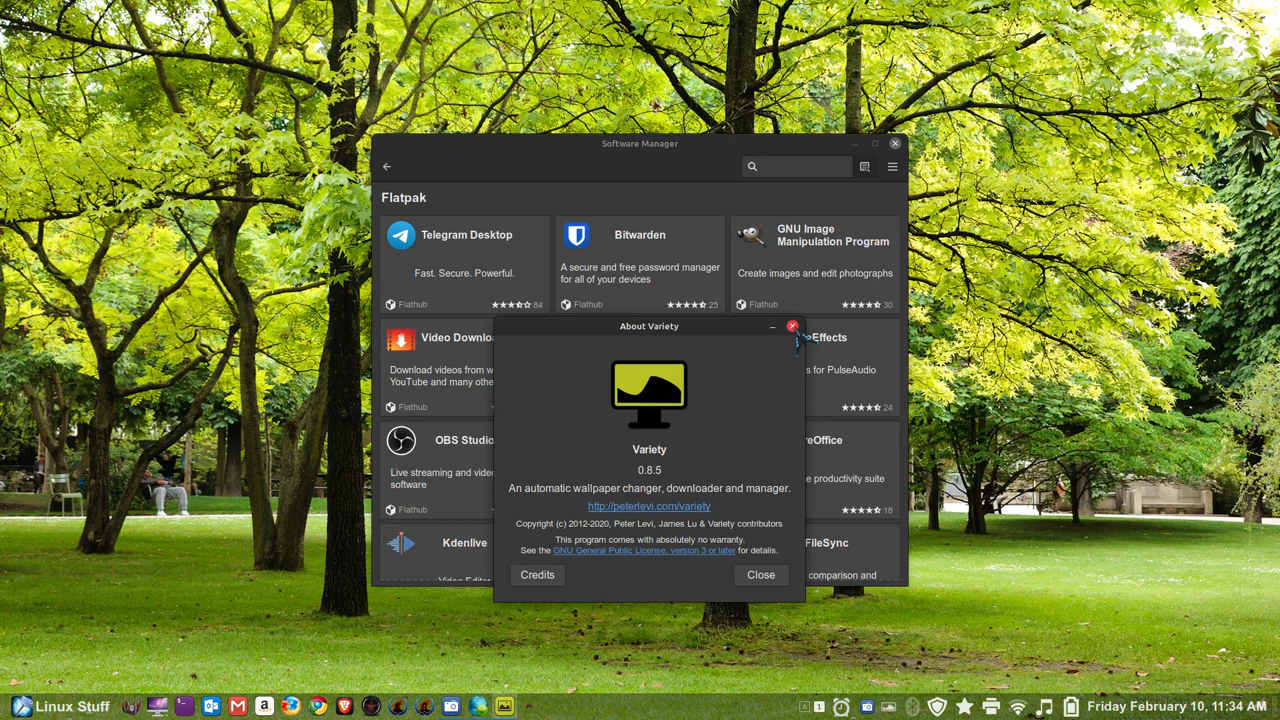 Software Manager
Flatpak
Telegram Desktop
Fast. Secure. Powerful.
Flathub
84
Bitwarden
A secure and free password manager
for all of your devices
Flathub
25
GNU Image
Manipulation Program
Create images and edit photographs
Flathub
30
Video Downlo
Download videos from w
YouTube and many othe
Flathub
Effects
s for PulseAudio
24
OBS Studio
Live streaming and vide
software
Flathub
eOffice
e productivity suite
18
Kdenlive
Video Editor
FileSync
comparison and
About Variety
Variety
0.8.5
An automatic wallpaper changer, downloader and manager.
http://peterlevi.com/variety
Copyright (c) 2012-2020, Peter Levi, James Lu & Variety contributors
This program comes with absolutely no warranty.
See the GNU General Public License, version 3 or later for details.
Credits
Close
Linux Stuff
A
1
Friday February 10, 11:34 AM